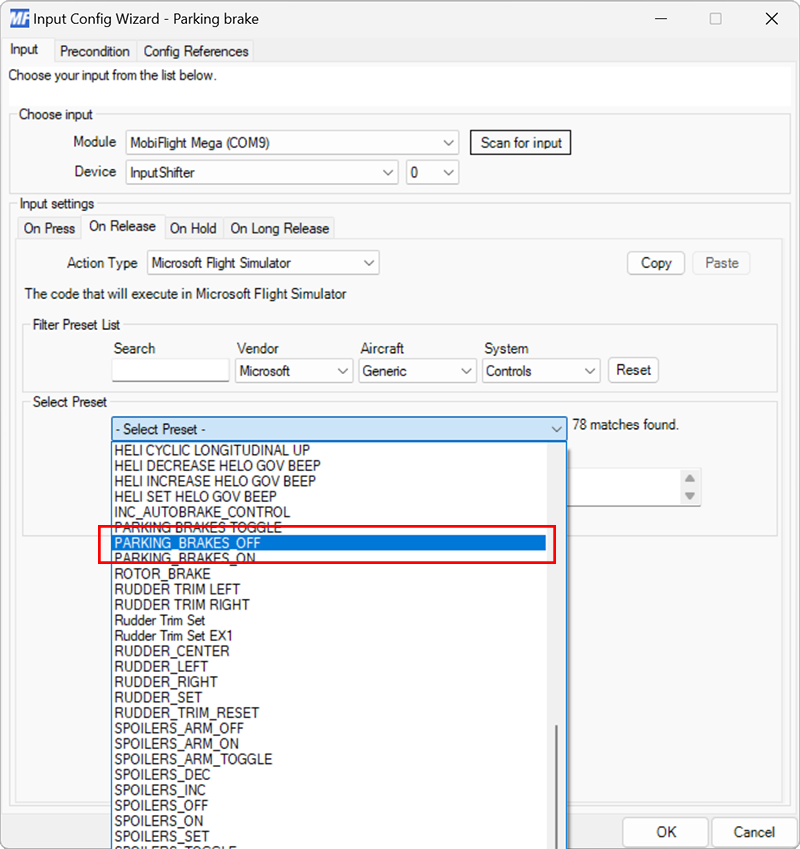 MF Input Config Wizard - Parking brake
Input Precondition Config References
Choose your input from the list below.
Choose input
Module MobiFlight Mega (COM9) Scan for input
Device InputShifter 0
Input settings
On Press On Release On Hold On Long Release
Action Type Microsoft Flight Simulator Copy Paste
The code that will execute in Microsoft Flight Simulator
Filter Preset List
Search Vendor Aircraft System
Microsoft Generic Controls Reset
Select Preset
- Select Preset - 78 matches found.
HELI CYCLIC LONGITUDINAL UP
HELI DECREASE HELO GOV BEEP
HELI INCREASE HELO GOV BEEP
HELI SET HELO GOV BEEP
INC_AUTOBRAKE_CONTROL
PARKING BRAKES TOGGLE
PARKING_BRAKES_OFF
PARKING_BRAKES_ON
ROTOR_BRAKE
RUDDER TRIM LEFT
RUDDER TRIM RIGHT
Rudder Trim Set
Rudder Trim Set EX1
RUDDER_CENTER
RUDDER_LEFT
RUDDER_RIGHT
RUDDER_SET
RUDDER_TRIM_RESET
SPOILERS_ARM_OFF
SPOILERS_ARM_ON
SPOILERS_ARM_TOGGLE
SPOILERS_DEC
SPOILERS_INC
SPOILERS_OFF
SPOILERS_ON
SPOILERS_SET
SPOILERS_TOGGLE
OK Cancel